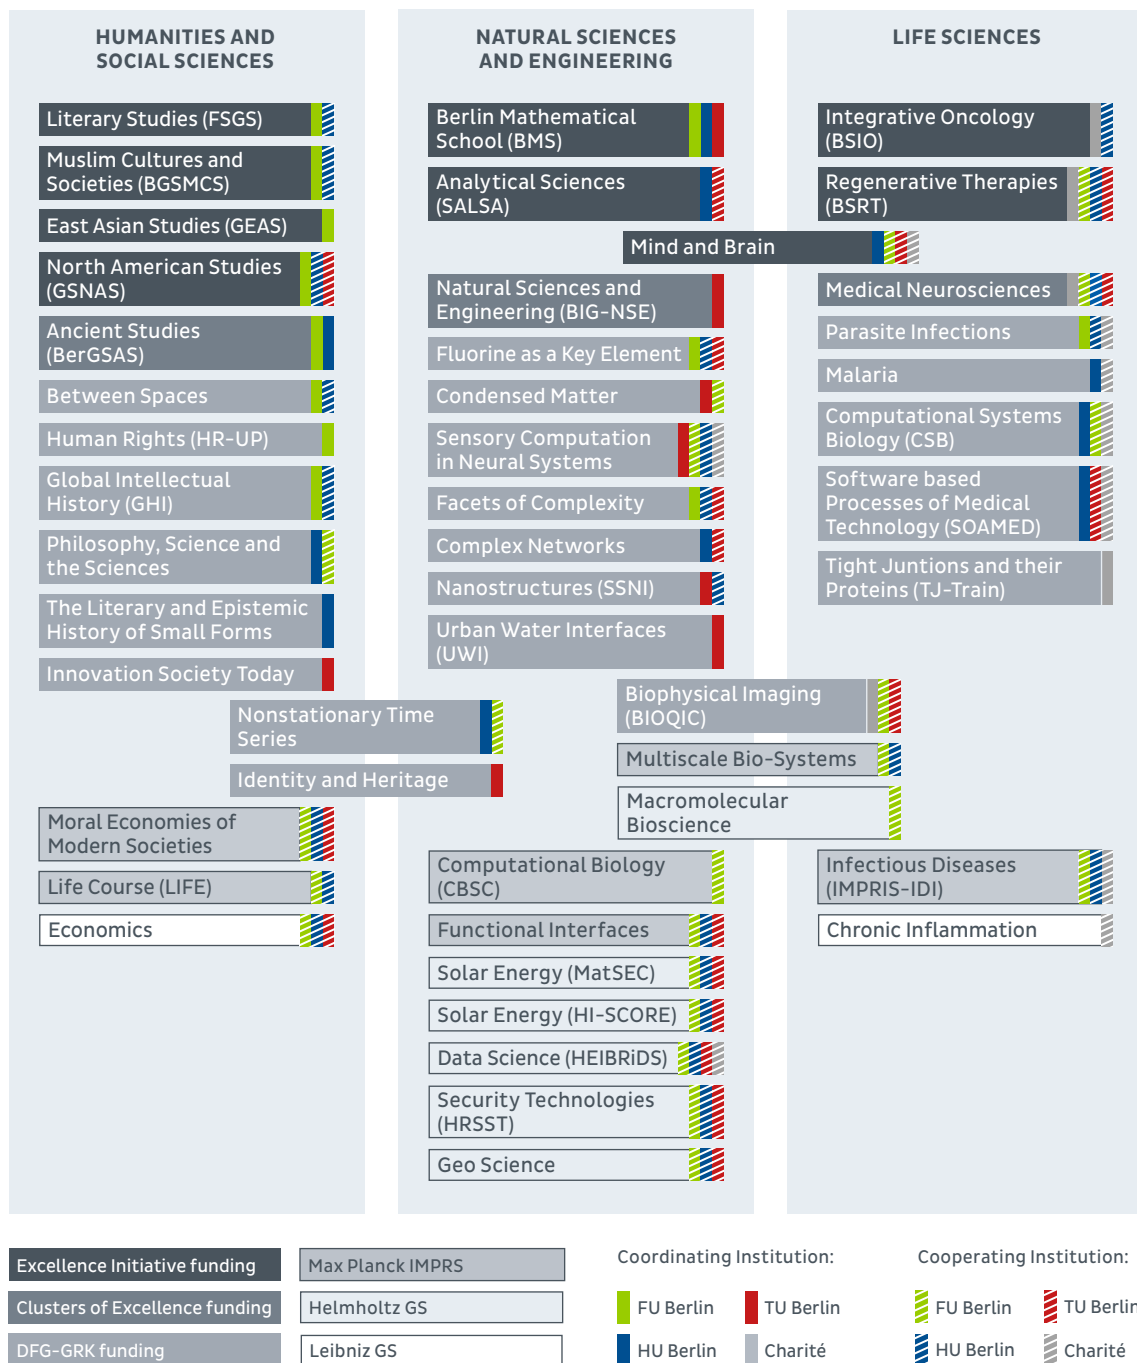 HUMANITIES AND
SOCIAL SCIENCES
Literary Studies (FSGS)
Muslim Cultures and
Societies (BGSMCS)
East Asian Studies (GEAS)
North American Studies
(GSNAS)
Ancient Studies
(BerGSAS)
Between Spaces
Human Rights (HR-UP)
Global Intellectual
History (GHI)
Philosophy, Science and
the Sciences
The Literary and Epistemic
History of Small Forms
Innovation Society Today
Nonstationary Time
Series
Identity and Heritage
Moral Economies of
Modern Societies
Life Course (LIFE)
Economics
NATURAL SCIENCES
AND ENGINEERING
Berlin Mathematical
School (BMS)
Analytical Sciences
(SALSA)
Mind and Brain
Natural Sciences and
Engineering (BIG-NSE)
Fluorine as a Key Element
Condensed Matter
Sensory Computation
in Neural Systems
Facets of Complexity
Complex Networks
Nanostructures (SSNI)
Urban Water Interfaces
(UWI)
Biophysical Imaging
(BIOQIC)
Multiscale Bio-Systems
Macromolecular
Bioscience
Computational Biology
(CBSC)
Functional Interfaces
Solar Energy (MatSEC)
Solar Energy (HI-SCORE)
Data Science (HEIBRiDS)
Security Technologies
(HRSST)
Geo Science
LIFE SCIENCES
Integrative Oncology
(BSIO)
Regenerative Therapies
(BSRT)
Medical Neurosciences
Parasite Infections
Malaria
Computational Systems
Biology (CSB)
Software based
Processes of Medical
Technology (SOAMED)
Tight Juntions and their
Proteins (TJ-Train)
Infectious Diseases
(IMPRIS-IDI)
Chronic Inflammation
Excellence Initiative funding
Clusters of Excellence funding
DFG-GRK funding
Max Planck IMPRS
Helmholtz GS
Leibniz GS
Coordinating Institution:
FU Berlin
TU Berlin
HU Berlin
Charité
Cooperating Institution:
FU Berlin
TU Berlin
HU Berlin
Charité